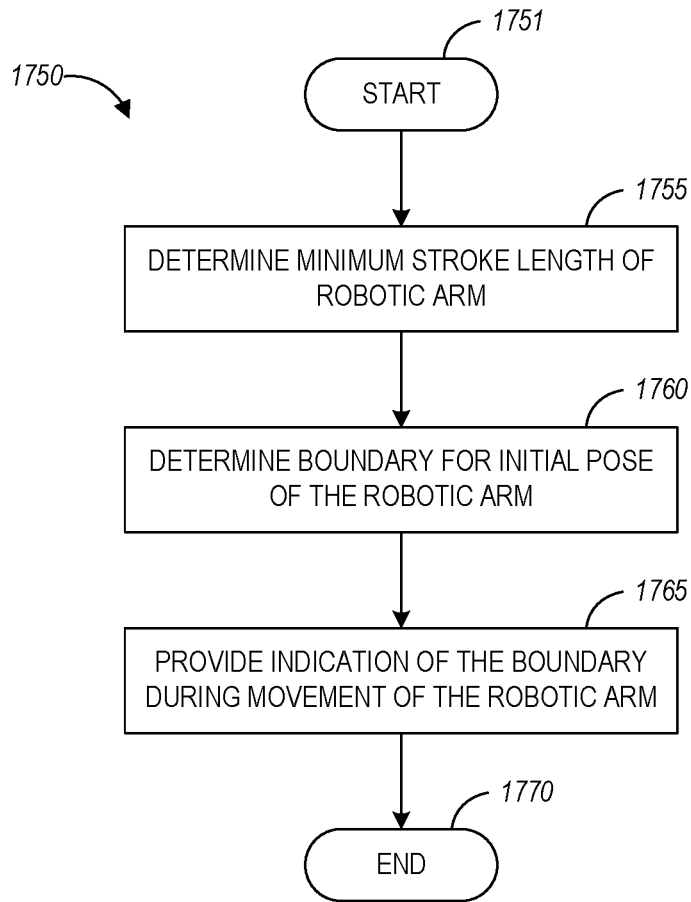 1751
1750
START
1755
DETERMINE MINIMUM STROKE LENGTH OF
ROBOTIC ARM
1760
DETERMINE BOUNDARY FOR INITIAL POSE
OF THE ROBOTIC ARM
1765
PROVIDE INDICATION OF THE BOUNDARY
DURING MOVEMENT OF THE ROBOTIC ARM
1770
END